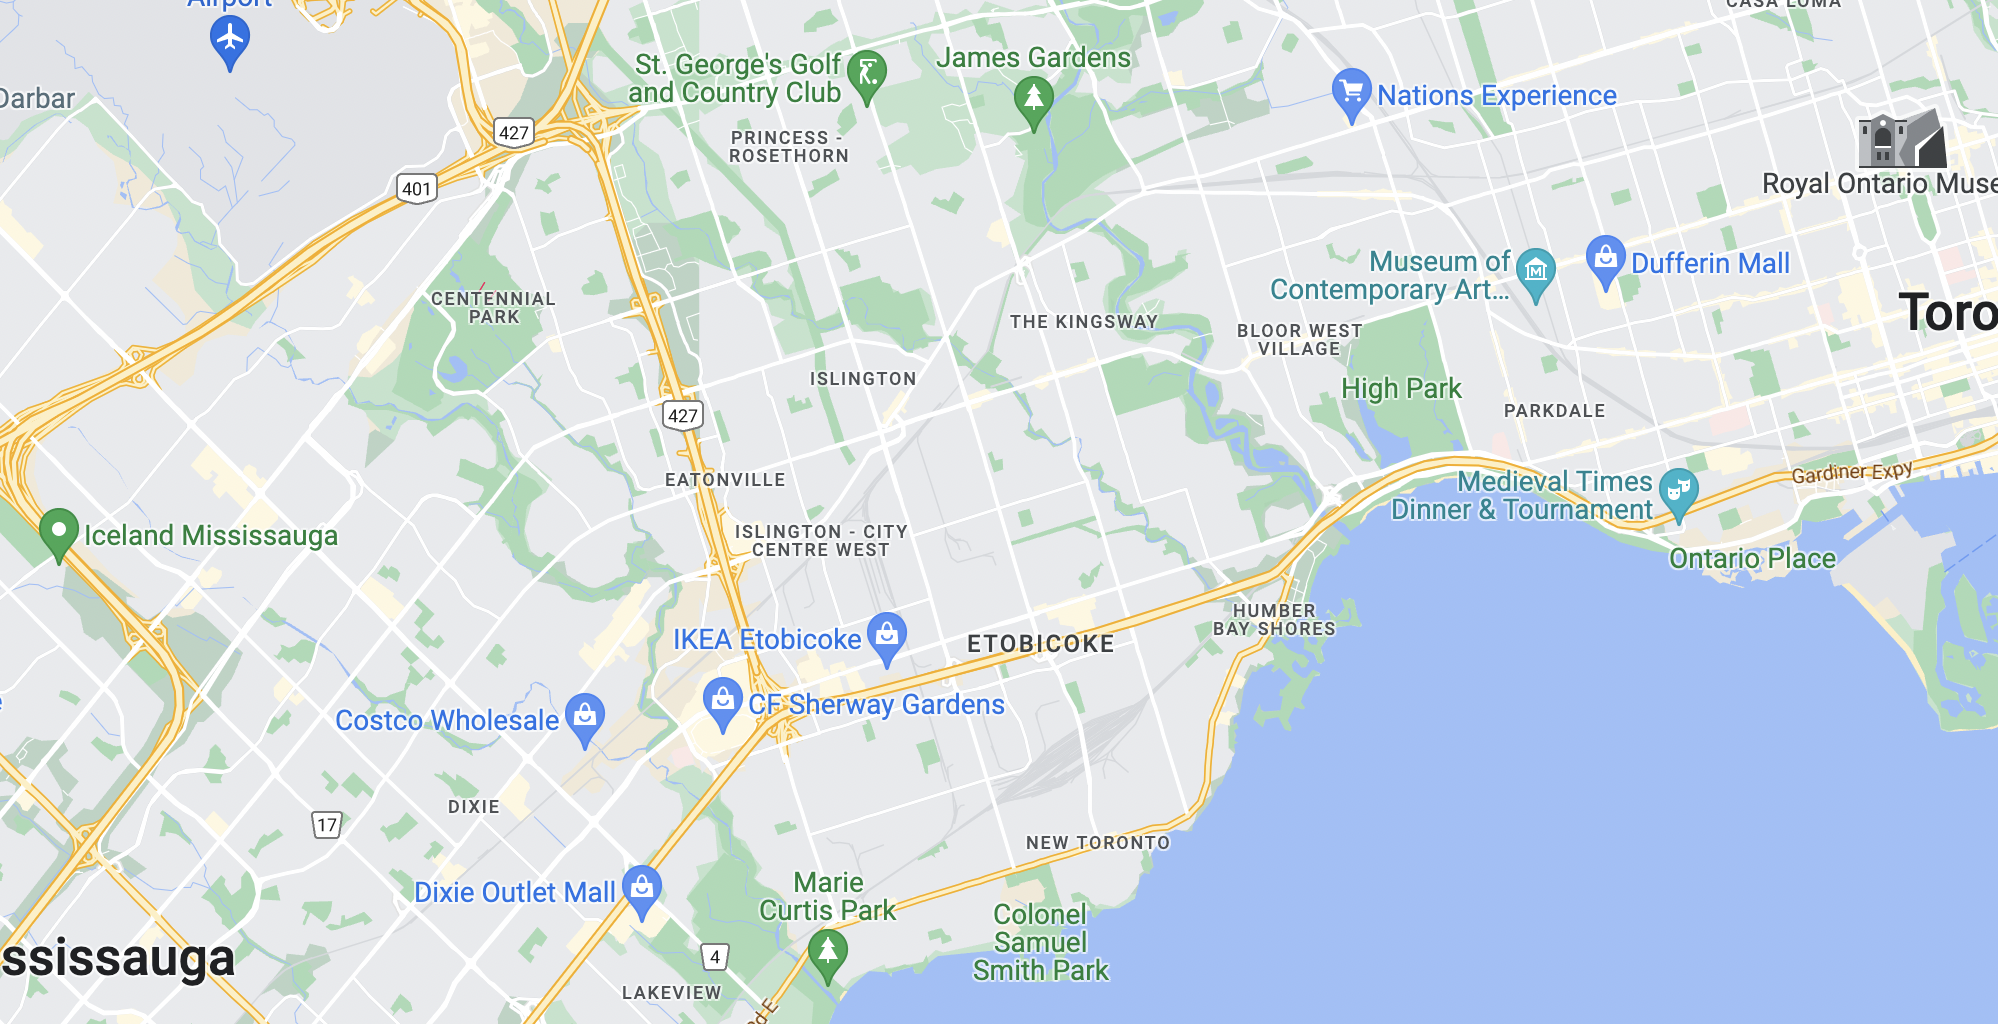 Airport
CASA LOMA
St. George's Golf
and Country Club
James Gardens
Darbar
Nations Experience
427
PRINCESS -
ROSETHORN
401
Royal Ontario Muse
Museum of
Contemporary Art...
Dufferin Mall
CENTENNIAL
PARK
THE KINGSWAY
BLOOR WEST
VILLAGE
Toro
ISLINGTON
High Park
PARKDALE
427
EATONVILLE
Gardiner Expy
Medieval Times
Dinner & Tournament
Iceland Mississauga
ISLINGTON - CITY
CENTRE WEST
Ontario Place
HUMBER
BAY SHORES
IKEA Etobicoke
ETOBICOKE
CF Sherway Gardens
Costco Wholesale
DIXIE
17
NEW TORONTO
Dixie Outlet Mall
Marie
Curtis Park
Colonel
Samuel
Smith Park
ssissauga
4
LAKEVIEW